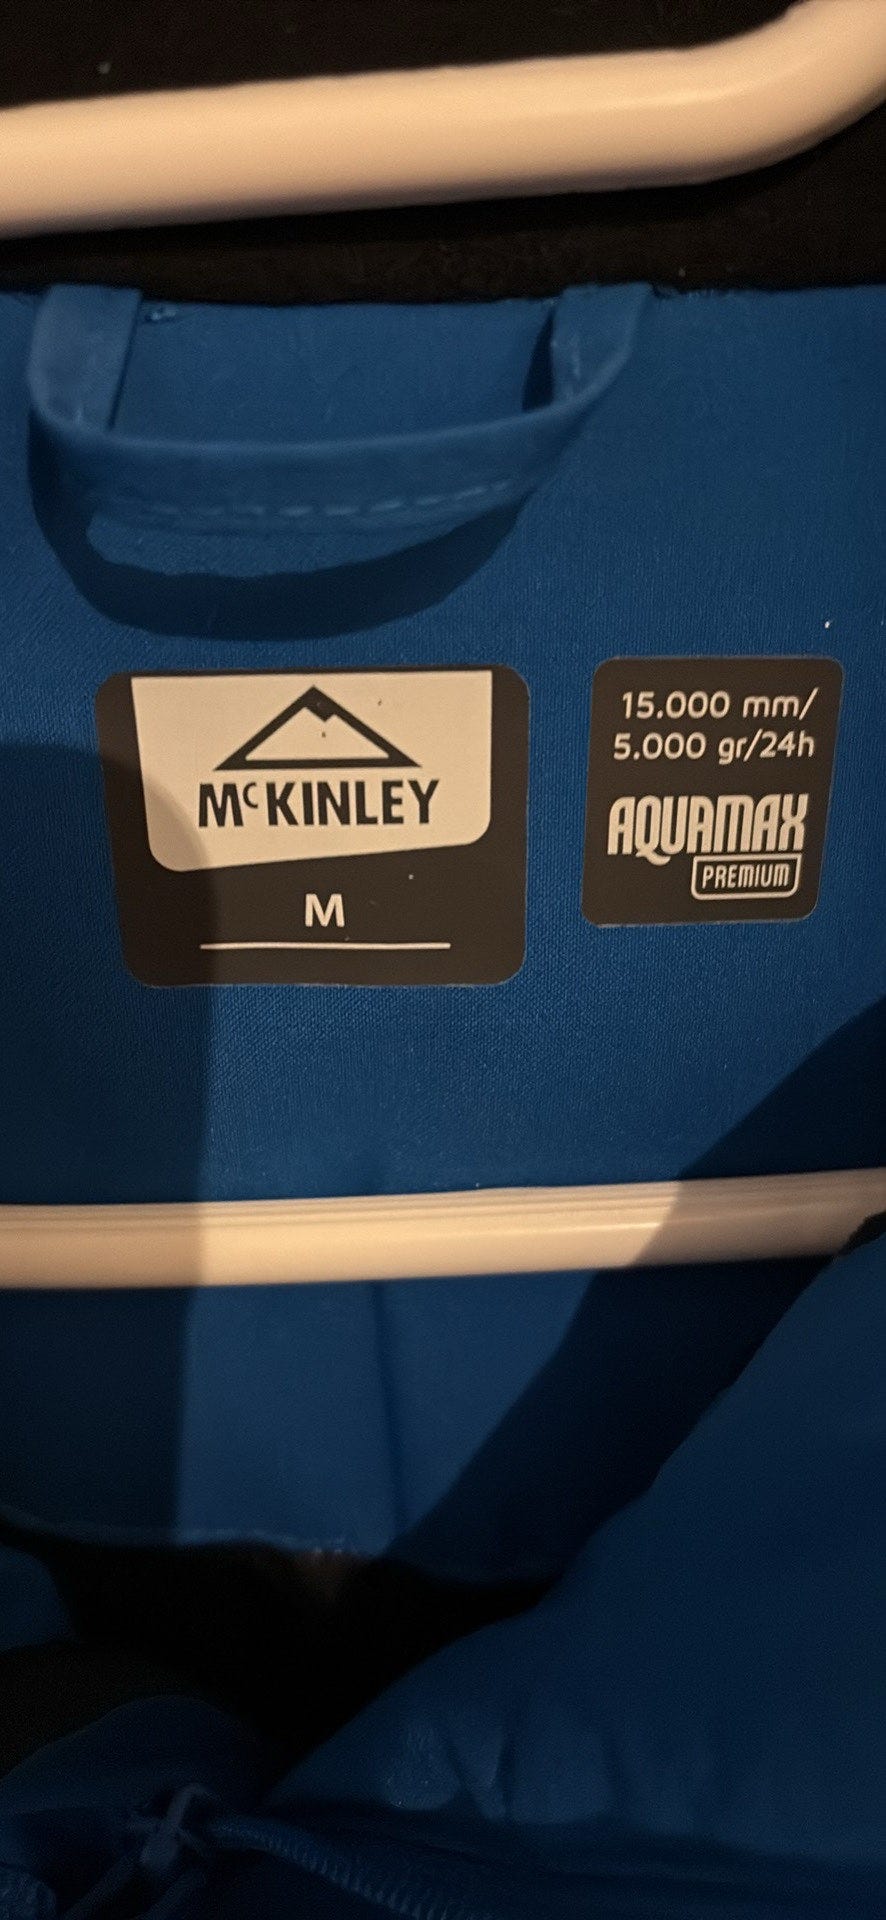 McKINLEY
M
15.000 mm/
5.000 gr/24h
AQUAMAX
PREMIUM